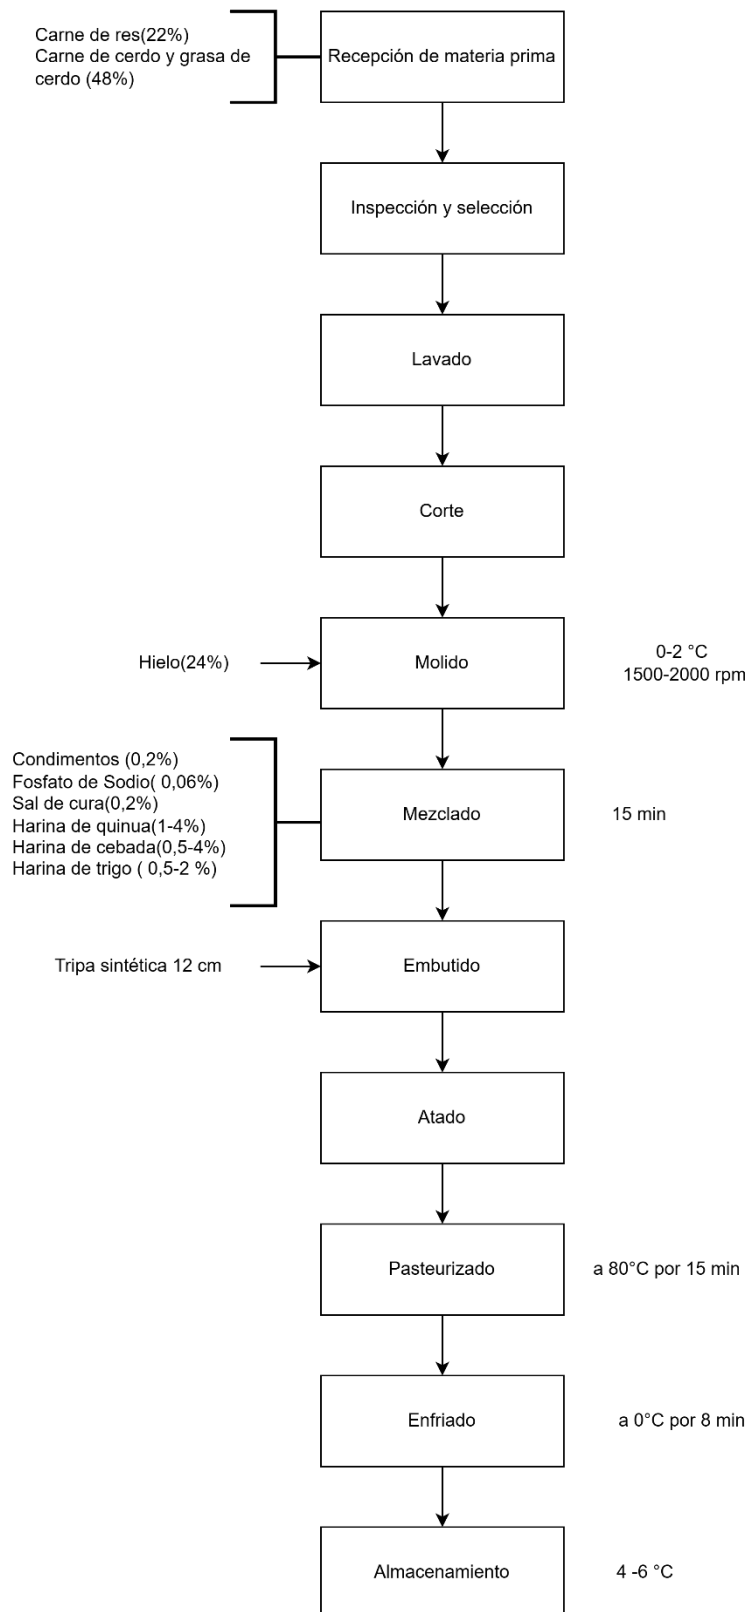 Carne de res(22%)
Carne de cerdo y grasa de
cerdo (48%)
Recepción de materia prima
Inspección y selección
Lavado
Corte
Hielo(24%)
Molido
0-2 °C
1500-2000 rpm
Condimentos (0,2%)
Fosfato de Sodio( 0,06%)
Sal de cura(0,2%)
Harina de quinua(1-4%)
Harina de cebada(0,5-4%)
Harina de trigo ( 0,5-2 %)
Mezclado
15 min
Tripa sintética 12 cm
Embutido
Atado
Pasteurizado
a 80°C por 15 min
Enfriado
a 0°C por 8 min
Almacenamiento
4 -6 °C